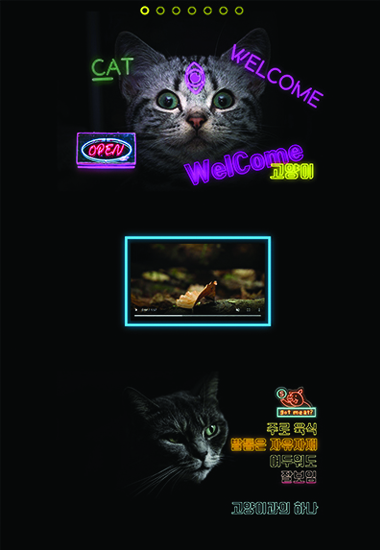 CAT
WELCOME
OPEN
WelCome
고양이
got meat?
주로 육식
발톱은 자유자재
어두워도
잘보임
고양이과의 하나